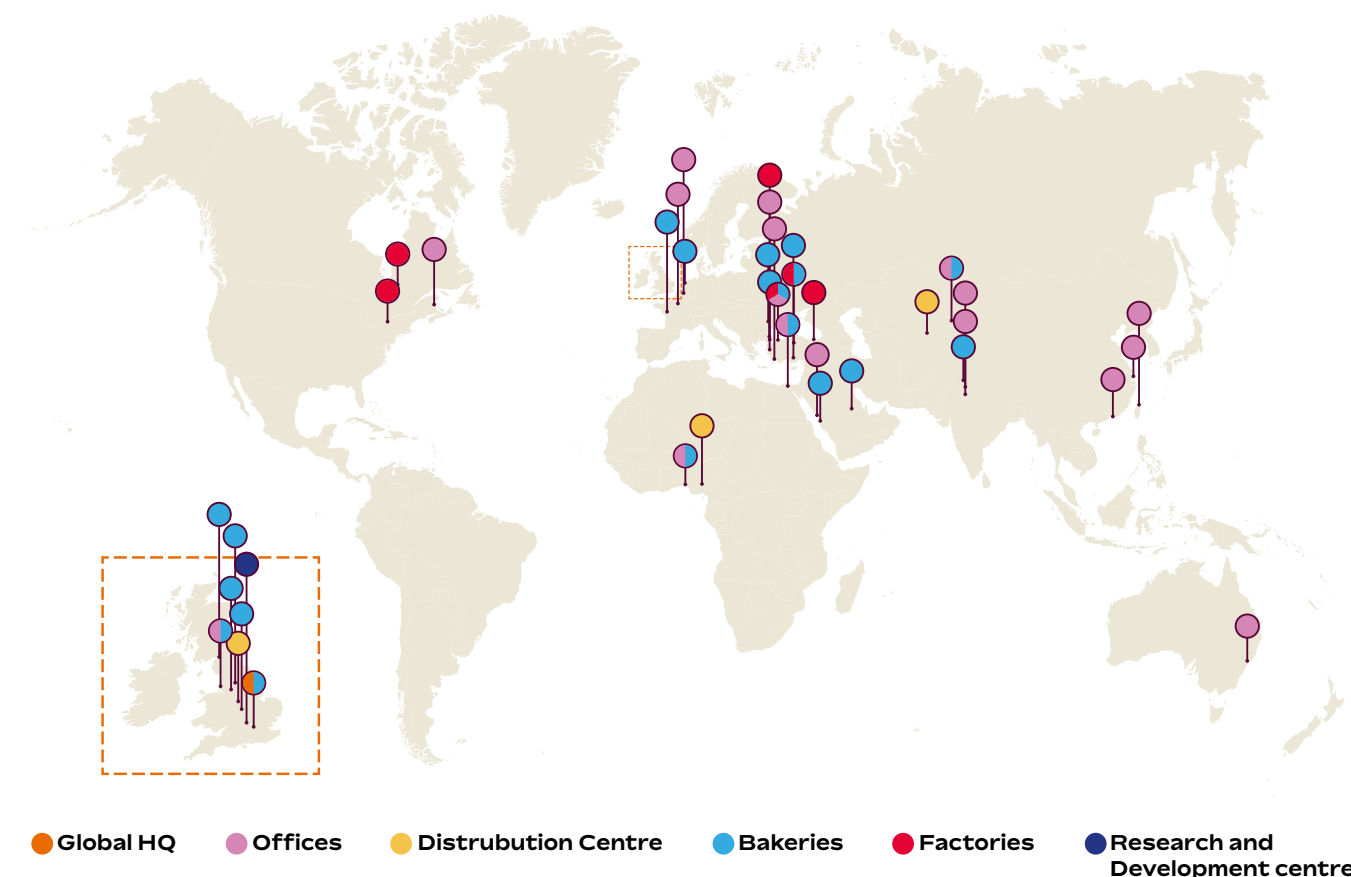 Global HQ
Offices
Distrubution Centre
Bakeries
Factories
Research and
Development centre